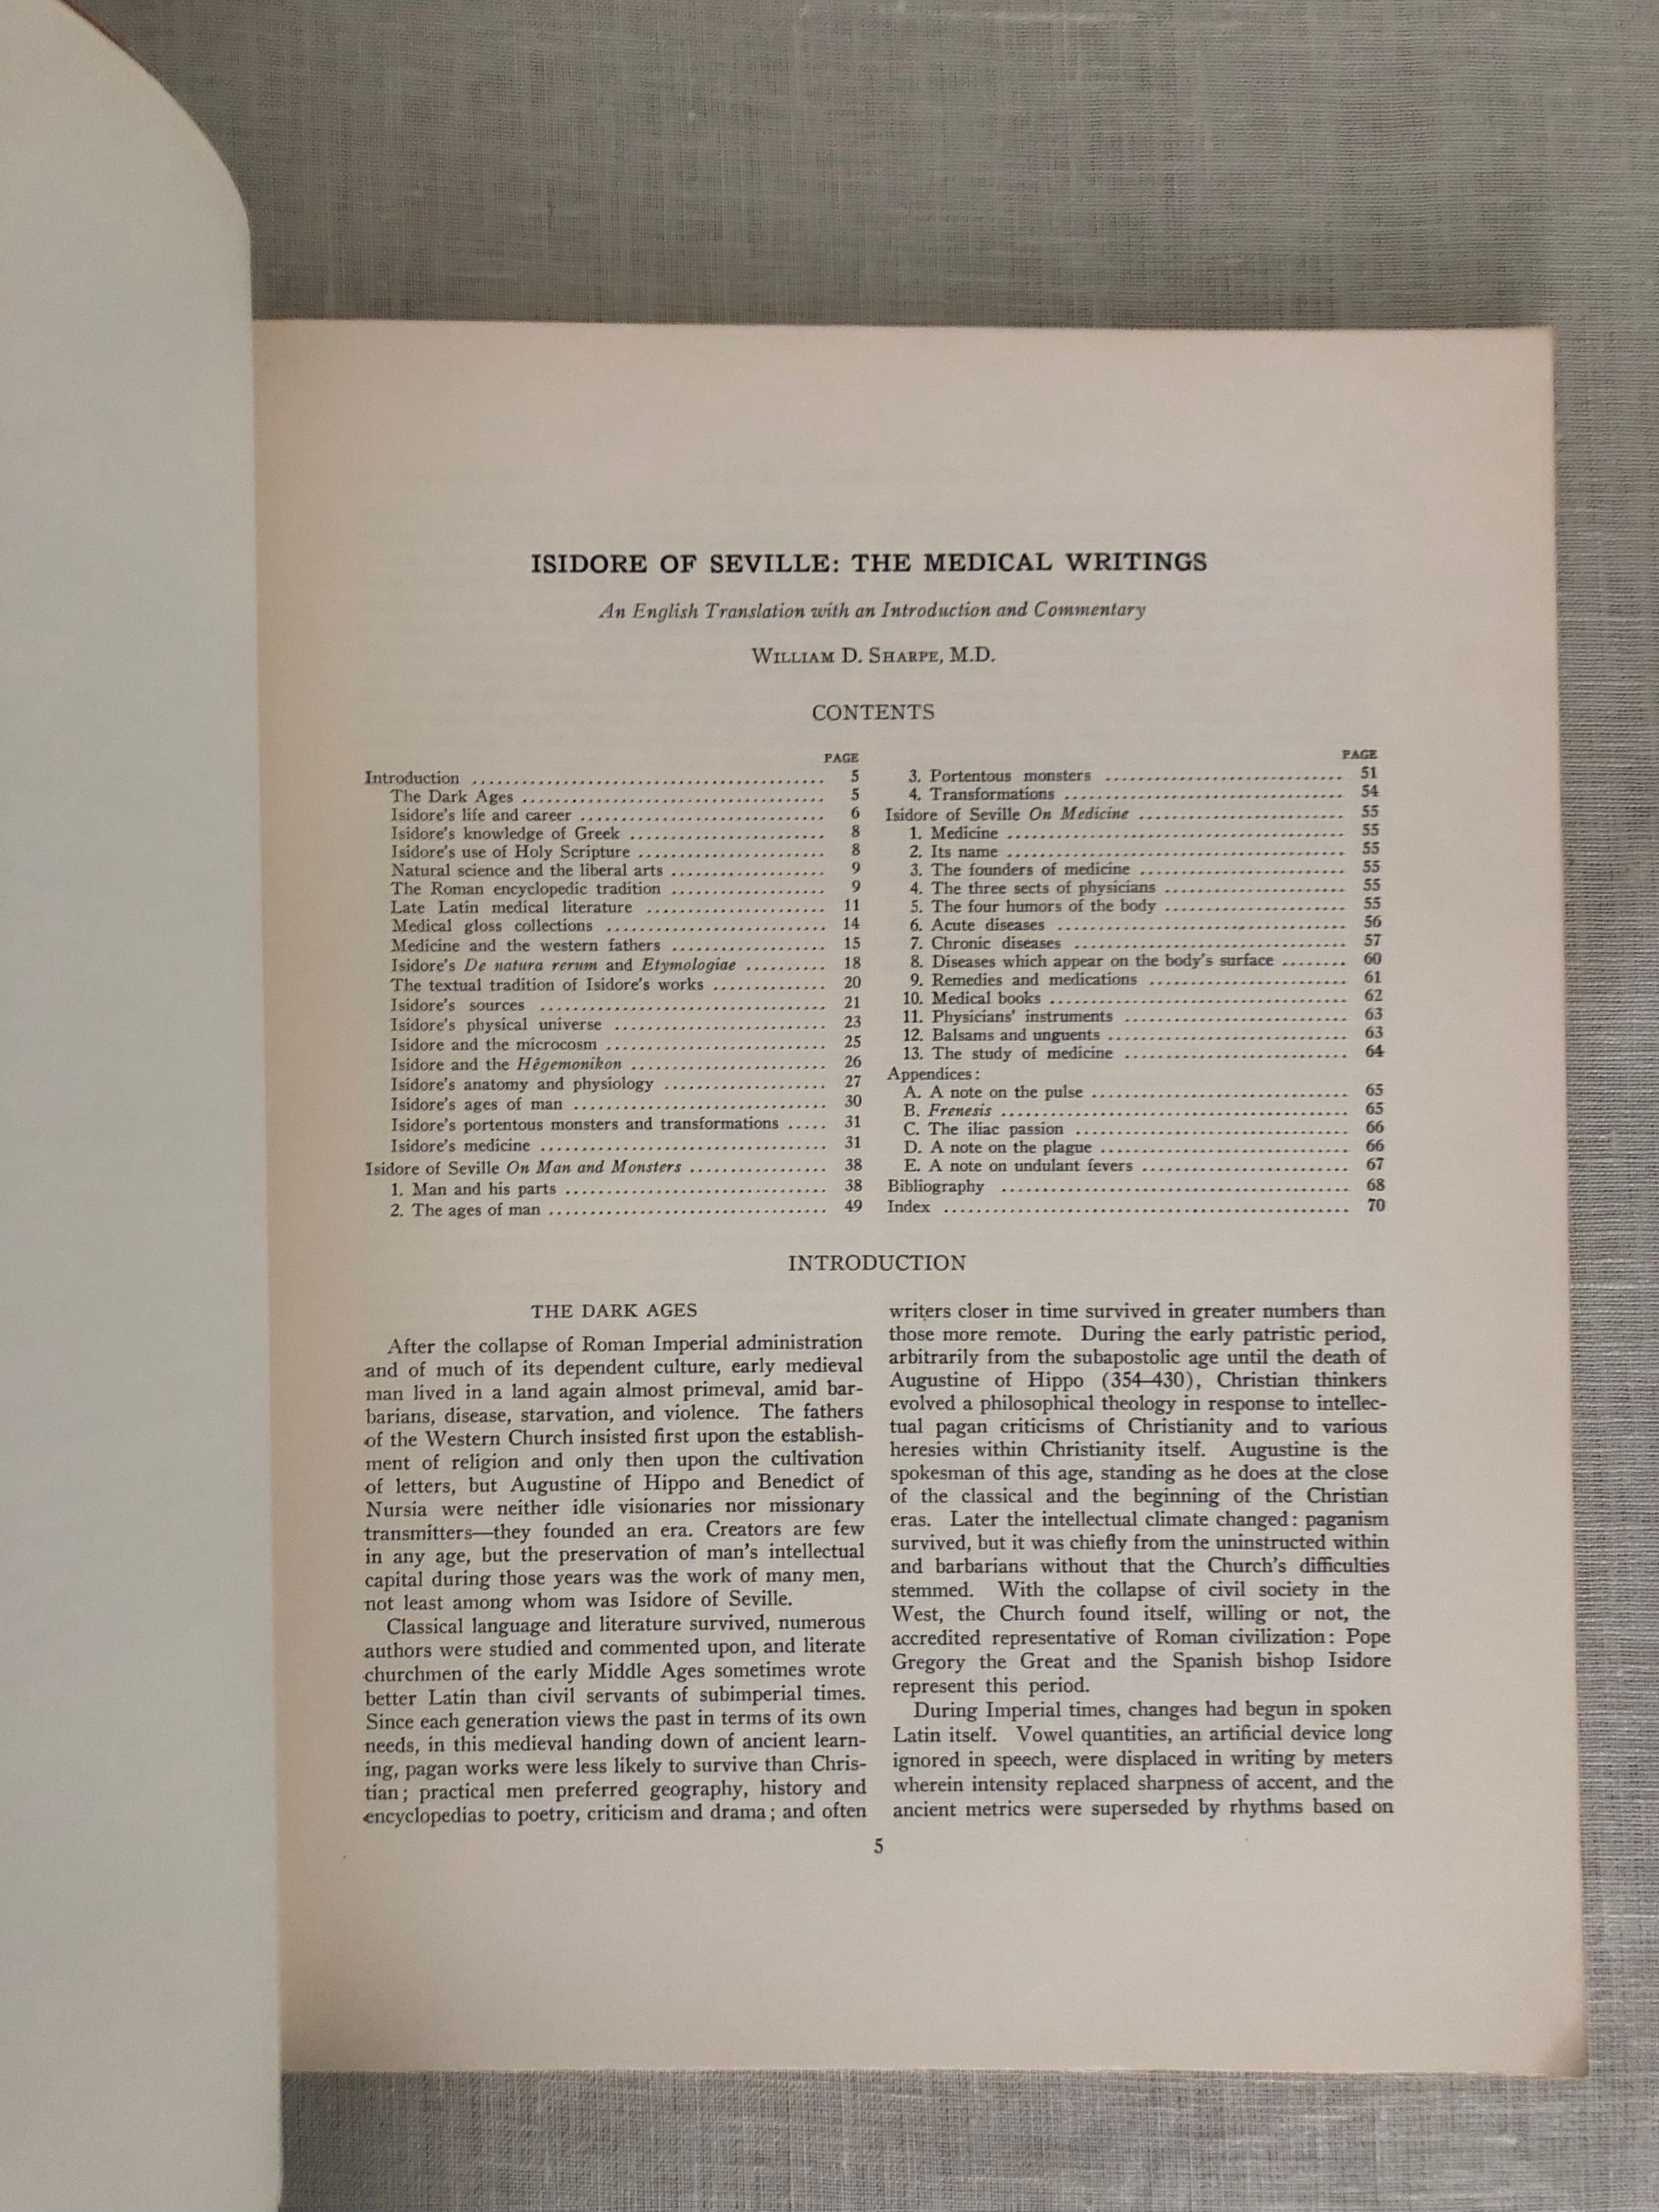 ISIDORE OF SEVILLE: THE MEDICAL WRITINGS
An English Translation with an Introduction and Commentary
WILLIAM D. SHARPE, M.D.
CONTENTS
PAGE
Introduction ........................................... 5
The Dark Ages ..................................... 5
Isidore's life and career .............................. 6
Isidore's knowledge of Greek ........................ 8
Isidore's use of Holy Scripture ....................... 8
Natural science and the liberal arts ................... 9
The Roman encyclopedic tradition ................... 9
Late Latin medical literature ...................... 11
Medical gloss collections ........................... 14
Medicine and the western fathers ................... 15
Isidore's De natura rerum and Etymologiae .......... 18
The textual tradition of Isidore's works .............. 20
Isidore's sources ................................... 21
Isidore's physical universe .......................... 23
Isidore and the microcosm ........................... 25
Isidore and the Hêgemonikon ........................ 26
Isidore's anatomy and physiology .................... 27
Isidore's ages of man ............................... 30
Isidore's portentous monsters and transformations ..... 31
Isidore's medicine ................................... 31
Isidore of Seville On Man and Monsters ................. 38
1. Man and his parts ................................ 38
2. The ages of man .................................. 49
PAGE
3. Portentous monsters ............................. 51
4. Transformations .................................. 54
Isidore of Seville On Medicine ......................... 55
1. Medicine ......................................... 55
2. Its name ......................................... 55
3. The founders of medicine ......................... 55
4. The three sects of physicians ...................... 55
5. The four humors of the body ...................... 55
6. Acute diseases ................................... 56
7. Chronic diseases ................................. 57
8. Diseases which appear on the body's surface ........ 60
9. Remedies and medications ........................ 61
10. Medical books .................................... 62
11. Physicians' instruments ........................... 63
12. Balsams and unguents ............................. 63
13. The study of medicine ........................... 64
Appendices:
A. A note on the pulse ............................... 65
B. Frenesis .......................................... 65
C. The iliac passion ................................. 66
D. A note on the plague .............................. 66
E. A note on undulant fevers ......................... 67
Bibliography .......................................... 68
Index ................................................. 70
INTRODUCTION
THE DARK AGES
After the collapse of Roman Imperial administration
and of much of its dependent culture, early medieval
man lived in a land again almost primeval, amid bar-
barians, disease, starvation, and violence. The fathers
of the Western Church insisted first upon the establish-
ment of religion and only then upon the cultivation
of letters, but Augustine of Hippo and Benedict of
Nursia were neither idle visionaries nor missionary
transmitters—they founded an era. Creators are few
in any age, but the preservation of man's intellectual
capital during those years was the work of many men,
not least among whom was Isidore of Seville.
Classical language and literature survived, numerous
authors were studied and commented upon, and literate
churchmen of the early Middle Ages sometimes wrote
better Latin than civil servants of subimperial times.
Since each generation views the past in terms of its own
needs, in this medieval handing down of ancient learn-
ing, pagan works were less likely to survive than Chris-
tian; practical men preferred geography, history and
encyclopedias to poetry, criticism and drama; and often
writers closer in time survived in greater numbers than
those more remote. During the early patristic period,
arbitrarily from the subapostolic age until the death of
Augustine of Hippo (354–430), Christian thinkers
evolved a philosophical theology in response to intellec-
tual pagan criticisms of Christianity and to various
heresies within Christianity itself. Augustine is the
spokesman of this age, standing as he does at the close
of the classical and the beginning of the Christian
eras. Later the intellectual climate changed: paganism
survived, but it was chiefly from the uninstructed within
and barbarians without that the Church's difficulties
stemmed. With the collapse of civil society in the
West, the Church found itself, willing or not, the
accredited representative of Roman civilization: Pope
Gregory the Great and the Spanish bishop Isidore
represent this period.
During Imperial times, changes had begun in spoken
Latin itself. Vowel quantities, an artificial device long
ignored in speech, were displaced in writing by meters
wherein intensity replaced sharpness of accent, and the
ancient metrics were superseded by rhythms based on
5